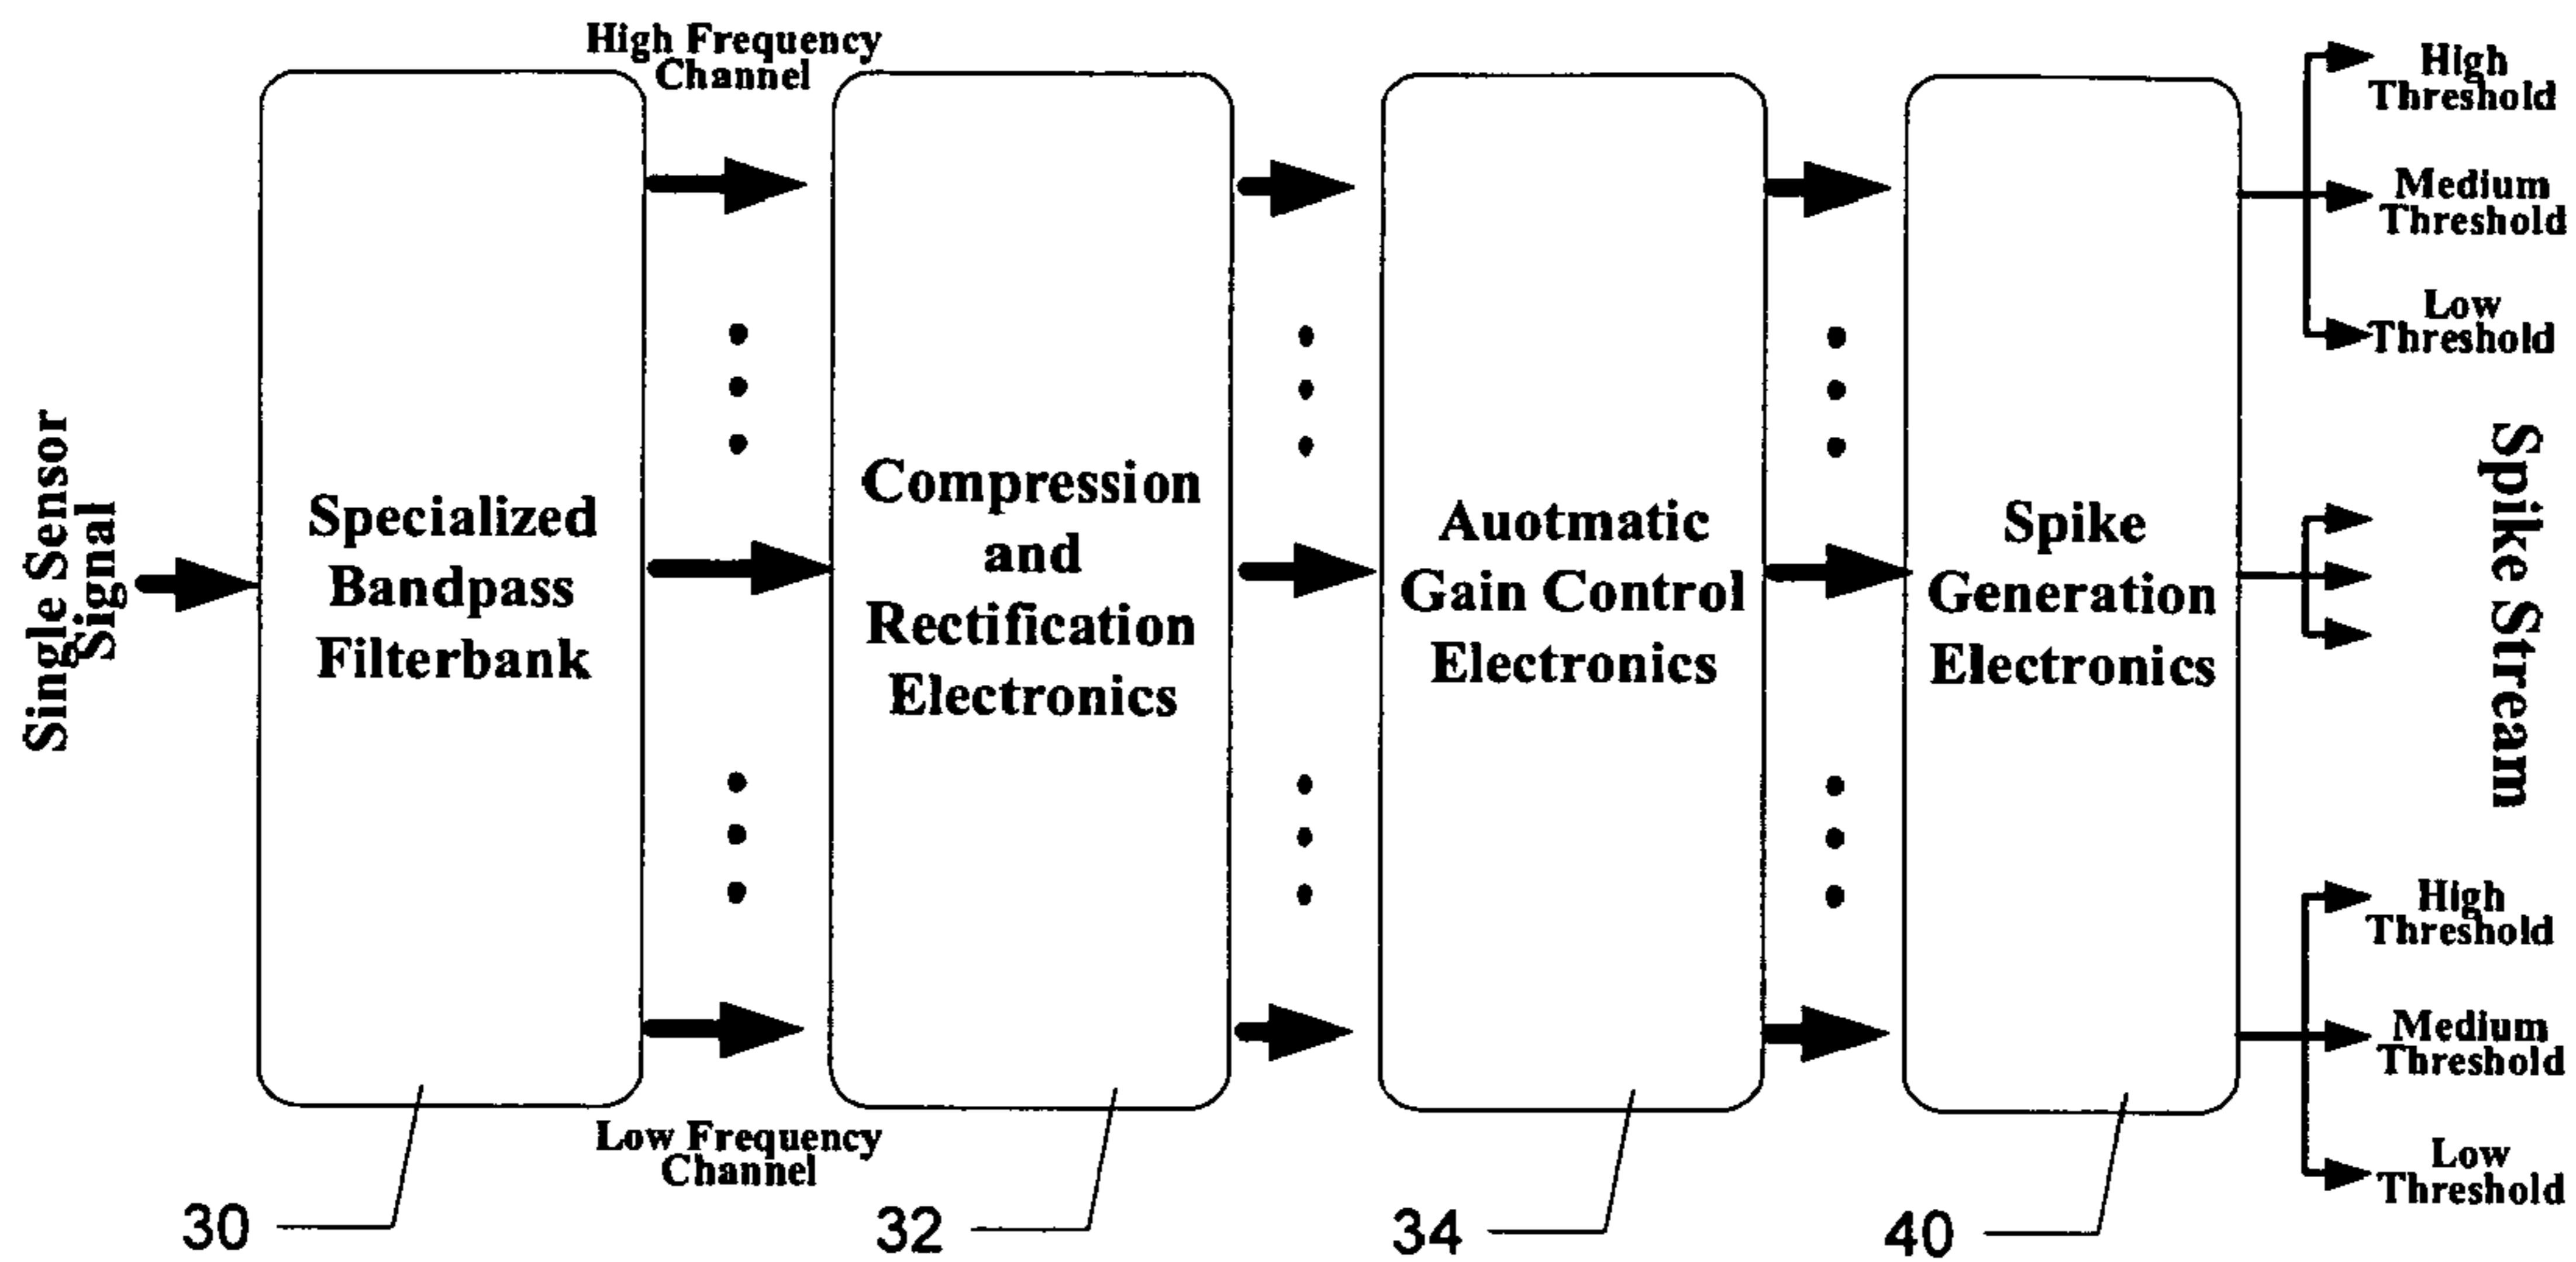 Single Sensor
Signal
Specialized
Bandpass
Filterbank
30
High Frequency
Channel
Low Frequency
Channel
Compression
and
Rectification
Electronics
32
Auotmatic
Gain Control
Electronics
34
Spike
Generation
Electronics
40
High
Threshold
Medium
Threshold
Low
Threshold
Spike Stream
High
Threshold
Medium
Threshold
Low
Threshold